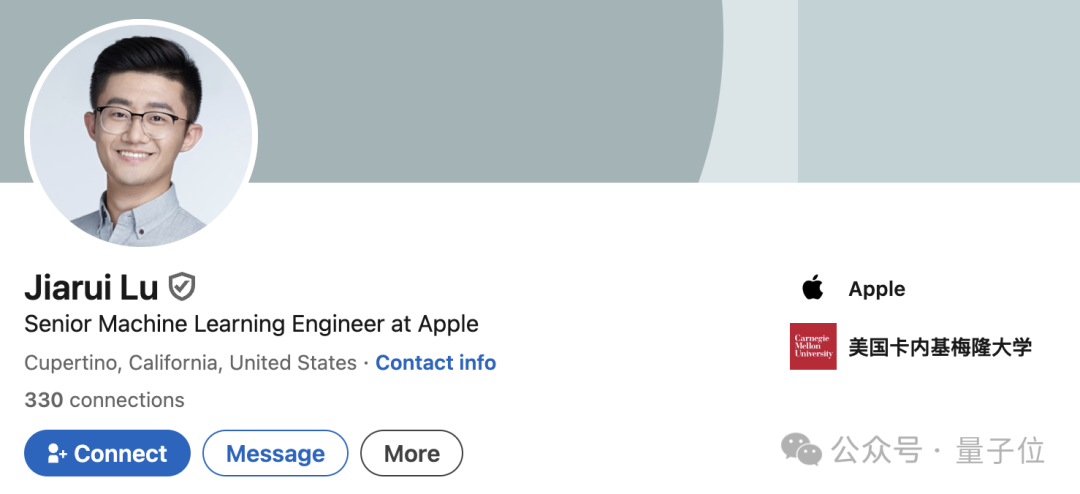 Jiarui Lu
Senior Machine Learning Engineer at Apple
Cupertino, California, United States · Contact info
330 connections
Connect
Message
More
Apple
Carnegie
Mellon
University
美国卡内基梅隆大学
公众号 · 量子位